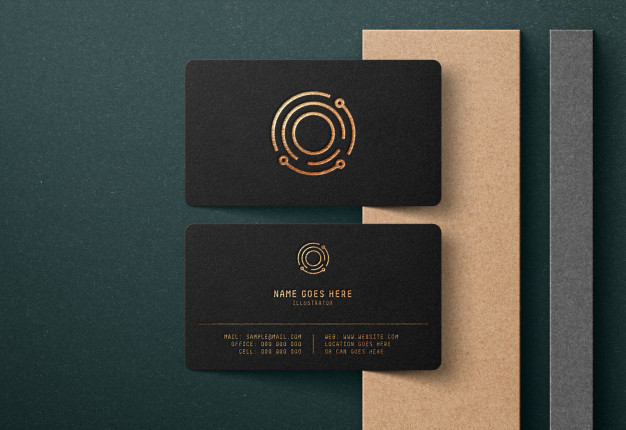 NAME GOES HERE
ILLUSTRATOR
MAIL: SAMPLE@MAIL.COM
OFFICE: 000 000 000
CELL: 000 000 000
WEB: WWW.WEBSITE.COM
LOCATION GOES HERE
OR CAN GOES HERE